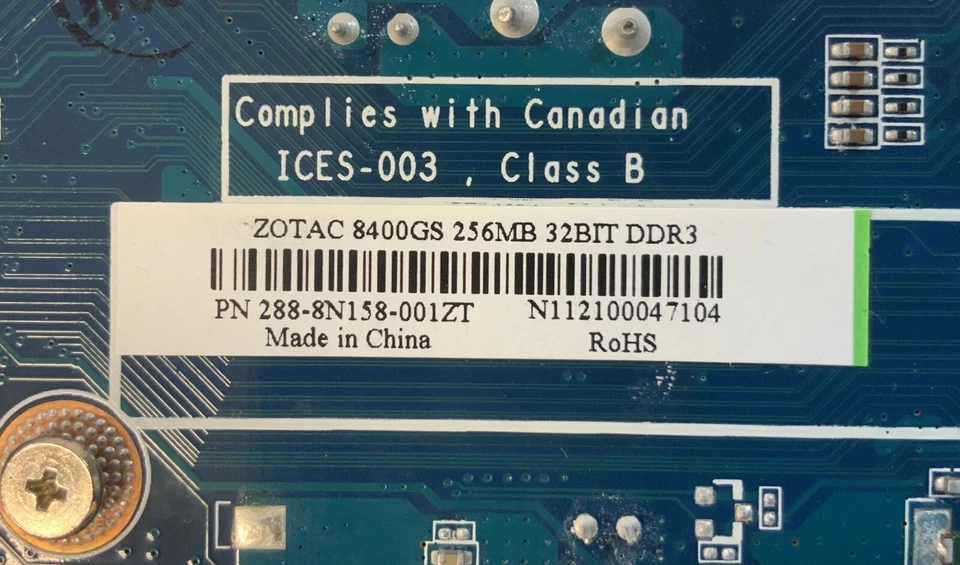 Complies with Canadian
ICES-003 , Class B
ZOTAC 8400GS 256MB 32BIT DDR3
PN 288-8N158-001ZT N112100047104
Made in China RoHS